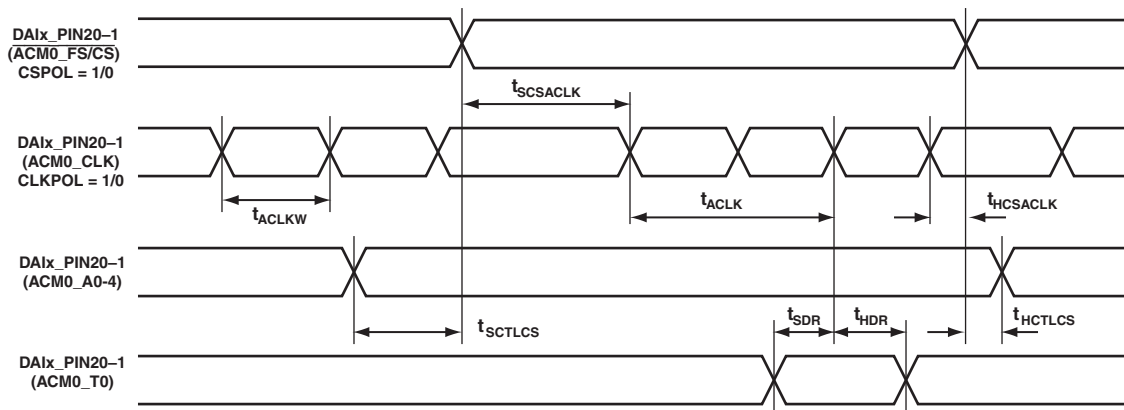 DAIx_PIN20–1
(ACM0_FS/CS)
CSPOL = 1/0
tSCSACLK
DAIx_PIN20–1
(ACM0_CLK)
CLKPOL = 1/0
tACLKW
tACLK
tHCSACLK
DAIx_PIN20–1
(ACM0_A0-4)
tSCTLCS
tSDR
tHDR
tHCTLCS
DAIx_PIN20–1
(ACM0_T0)